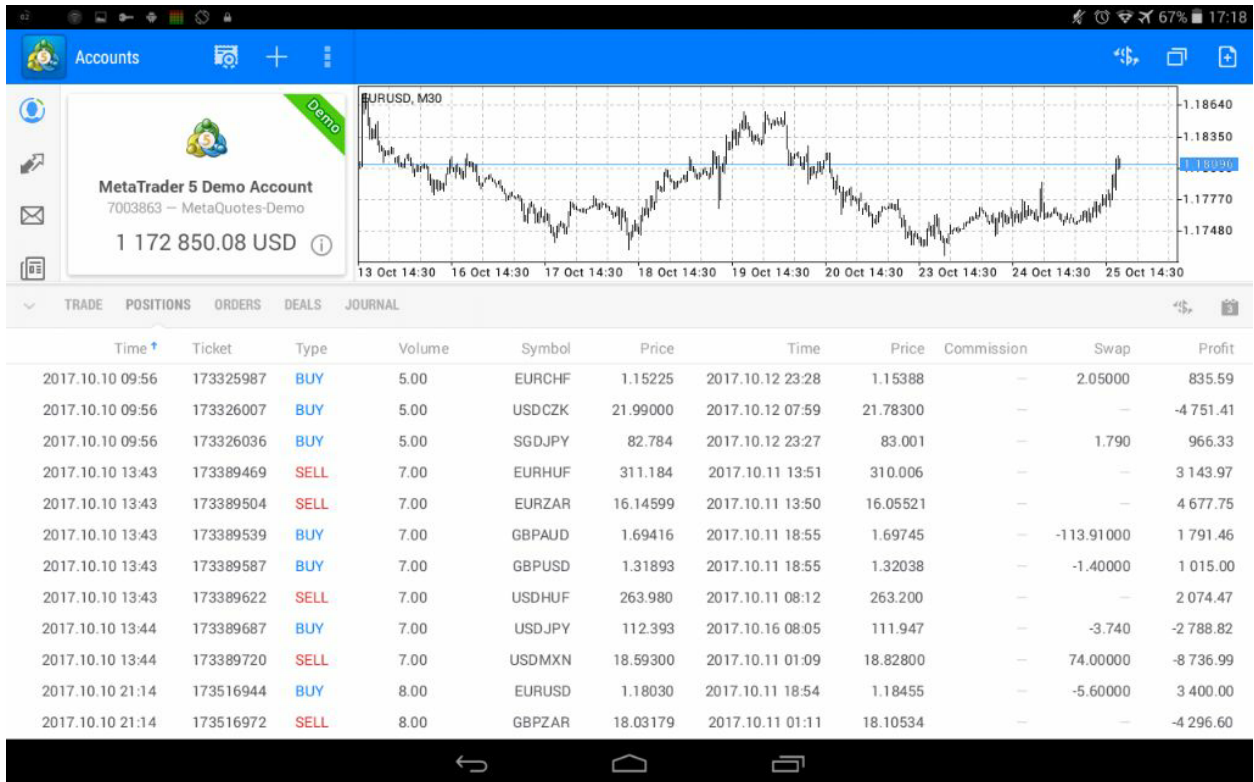 67% 17:18
Accounts
Demo
MetaTrader 5 Demo Account
7003863 — MetaQuotes-Demo
1 172 850.08 USD
EURUSD, M30
1.18640
1.18350
1.18096
1.17770
1.17480
13 Oct 14:30 16 Oct 14:30 17 Oct 14:30 18 Oct 14:30 19 Oct 14:30 20 Oct 14:30 23 Oct 14:30 24 Oct 14:30 25 Oct 14:30
TRADE POSITIONS ORDERS DEALS JOURNAL
Time Ticket Type Volume Symbol Price Time Price Commission Swap Profit
2017.10.10 09:56 173325987 BUY 5.00 EURCHF 1.15225 2017.10.12 23:28 1.15388 — 2.05000 835.59
2017.10.10 09:56 173326007 BUY 5.00 USDCZK 21.99000 2017.10.12 07:59 21.78300 — — -4 751.41
2017.10.10 09:56 173326036 BUY 5.00 SGDJPY 82.784 2017.10.12 23:27 83.001 — 1.790 966.33
2017.10.10 13:43 173389469 SELL 7.00 EURHUF 311.184 2017.10.11 13:51 310.006 — — 3 143.97
2017.10.10 13:43 173389504 SELL 7.00 EURZAR 16.14599 2017.10.11 13:50 16.05521 — — 4 677.75
2017.10.10 13:43 173389539 BUY 7.00 GBPAUD 1.69416 2017.10.11 18:55 1.69745 — -113.91000 1 791.46
2017.10.10 13:43 173389587 BUY 7.00 GBPUSD 1.31893 2017.10.11 18:55 1.32038 — -1.40000 1 015.00
2017.10.10 13:43 173389622 SELL 7.00 USDHUF 263.980 2017.10.11 08:12 263.200 — — 2 074.47
2017.10.10 13:44 173389687 BUY 7.00 USDJPY 112.393 2017.10.16 08:05 111.947 — -3.740 -2 788.82
2017.10.10 13:44 173389720 SELL 7.00 USDMXN 18.59300 2017.10.11 01:09 18.82800 — 74.00000 -8 736.99
2017.10.10 21:14 173516944 BUY 8.00 EURUSD 1.18030 2017.10.11 18:54 1.18455 — -5.60000 3 400.00
2017.10.10 21:14 173516972 SELL 8.00 GBPZAR 18.03179 2017.10.11 01:11 18.10534 — — -4 296.60